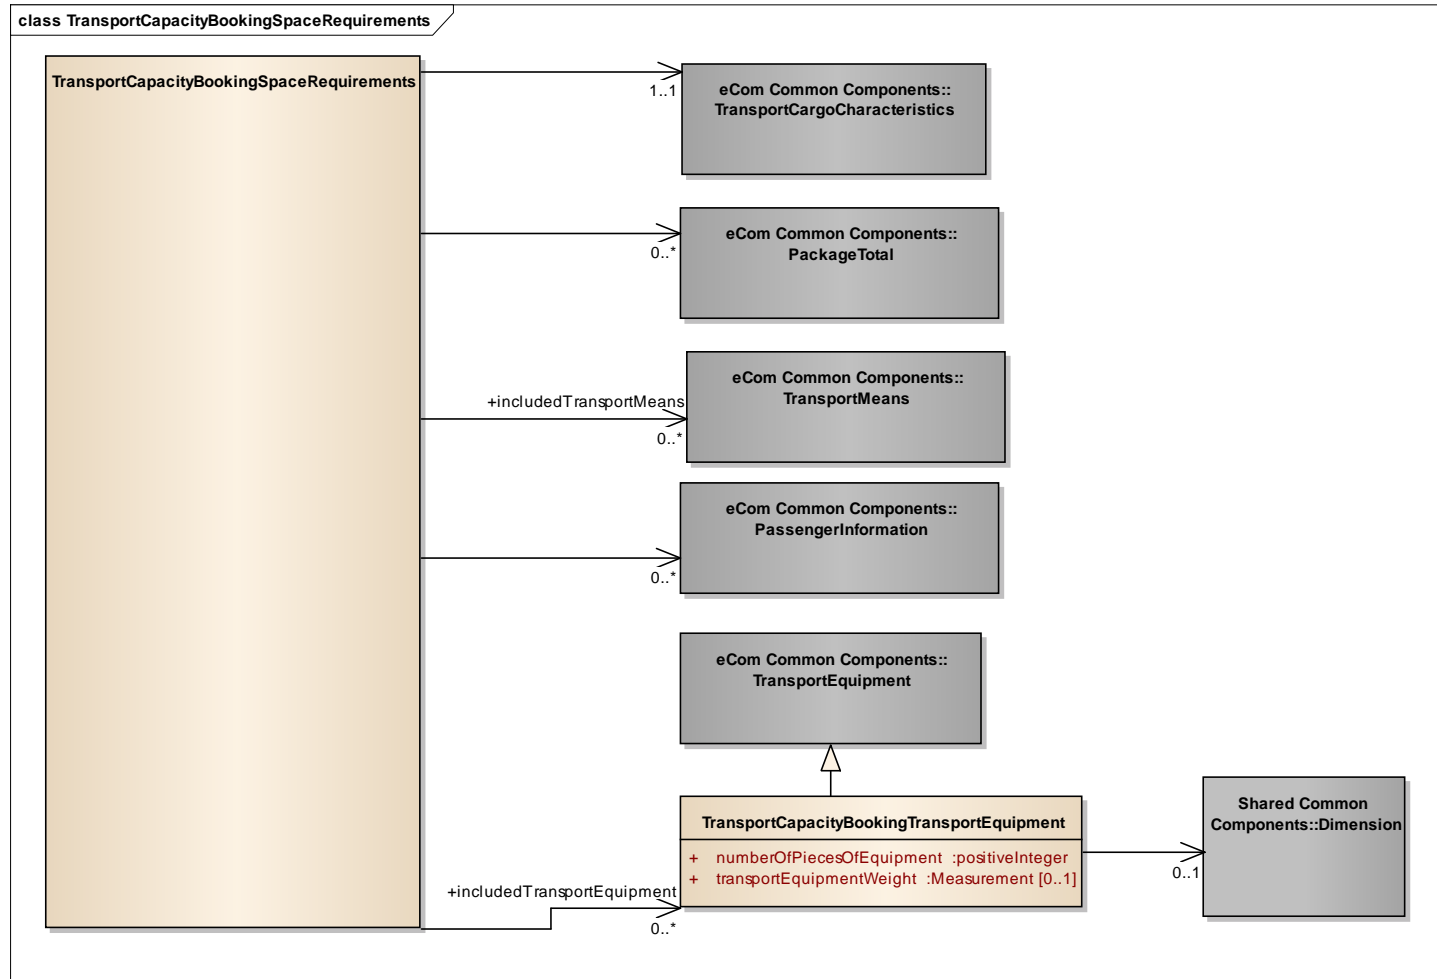 class TransportCapacityBookingSpaceRequirements
TransportCapacityBookingSpaceRequirements
1..1
eCom Common Components::
TransportCargoCharacteristics
0..*
eCom Common Components::
PackageTotal
+includedTransportMeans
0..*
eCom Common Components::
TransportMeans
0..*
eCom Common Components::
PassengerInformation
eCom Common Components::
TransportEquipment
+includedTransportEquipment
0..*
TransportCapacityBookingTransportEquipment
+ numberOfPiecesOfEquipment :positiveInteger
+ transportEquipmentWeight :Measurement [0..1]
0..1
Shared Common
Components::Dimension